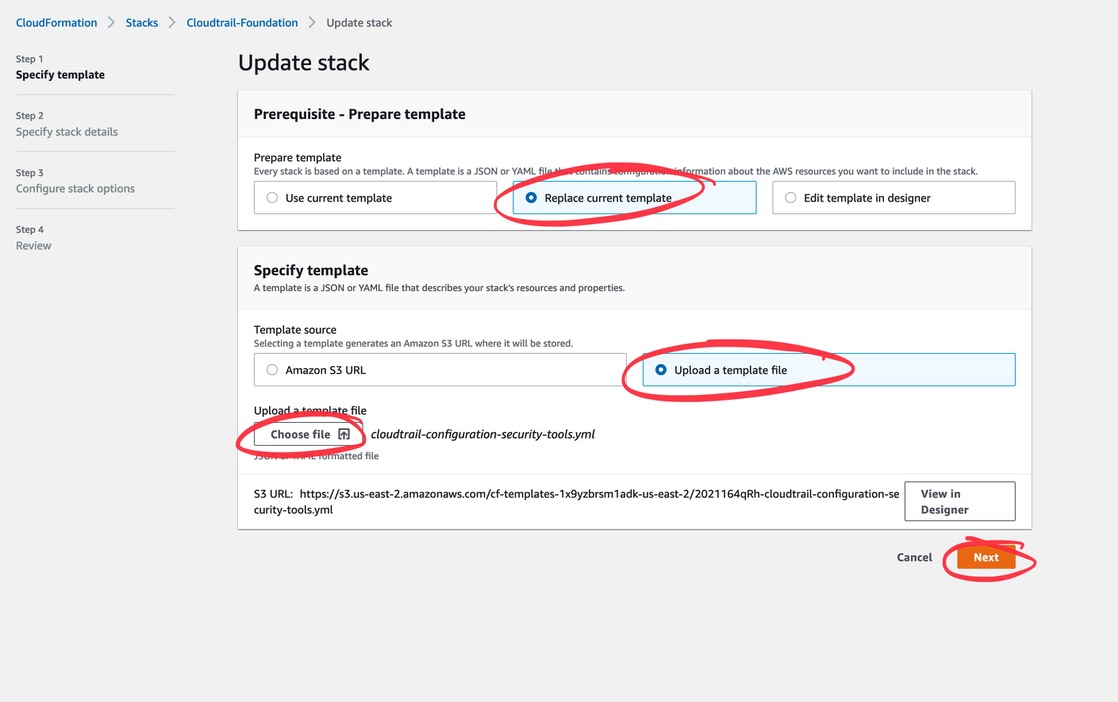 CloudFormation > Stacks > Cloudtrail-Foundation > Update stack
Step 1
Specify template
Step 2
Specify stack details
Step 3
Configure stack options
Step 4
Review
Update stack
Prerequisite - Prepare template
Prepare template
Every stack is based on a template. A template is a JSON or YAML file that contains configuration information about the AWS resources you want to include in the stack.
Use current template
Replace current template
Edit template in designer
Specify template
A template is a JSON or YAML file that describes your stack's resources and properties.
Template source
Selecting a template generates an Amazon S3 URL where it will be stored.
Amazon S3 URL
Upload a template file
Upload a template file
Choose file cloudtrail-configuration-security-tools.yml
JSON or YAML formatted file
S3 URL: https://s3.us-east-2.amazonaws.com/cf-templates-1x9yzbrsm1adk-us-east-2/2021164qRh-cloudtrail-configuration-se
curity-tools.yml
View in
Designer
Cancel
Next